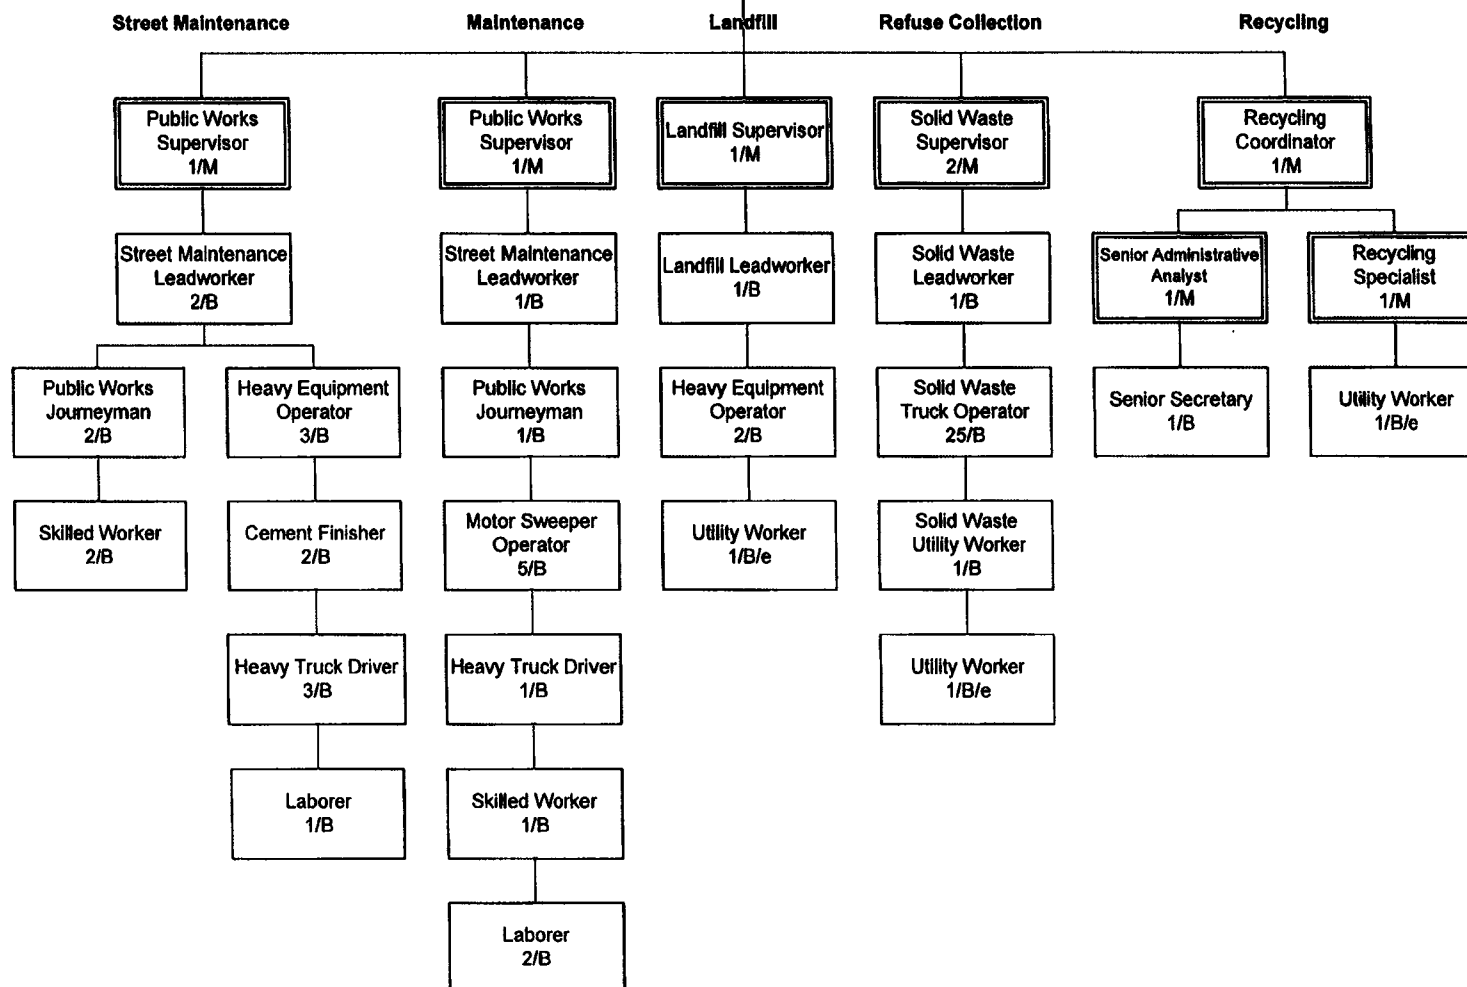 Street Maintenance
Maintenance
Landfill
Refuse Collection
Recycling
Public Works
Supervisor
1/M
Public Works
Supervisor
1/M
Landfill Supervisor
1/M
Solid Waste
Supervisor
2/M
Recycling
Coordinator
1/M
Street Maintenance
Leadworker
2/B
Street Maintenance
Leadworker
1/B
Landfill Leadworker
1/B
Solid Waste
Leadworker
1/B
Senior Administrative
Analyst
1/M
Recycling
Specialist
1/M
Public Works
Journeyman
2/B
Heavy Equipment
Operator
3/B
Public Works
Journeyman
1/B
Heavy Equipment
Operator
2/B
Solid Waste
Truck Operator
25/B
Senior Secretary
1/B
Utility Worker
1/B/e
Skilled Worker
2/B
Cement Finisher
2/B
Motor Sweeper
Operator
5/B
Utility Worker
1/B/e
Solid Waste
Utility Worker
1/B
Heavy Truck Driver
3/B
Heavy Truck Driver
1/B
Utility Worker
1/B/e
Laborer
1/B
Skilled Worker
1/B
Laborer
2/B